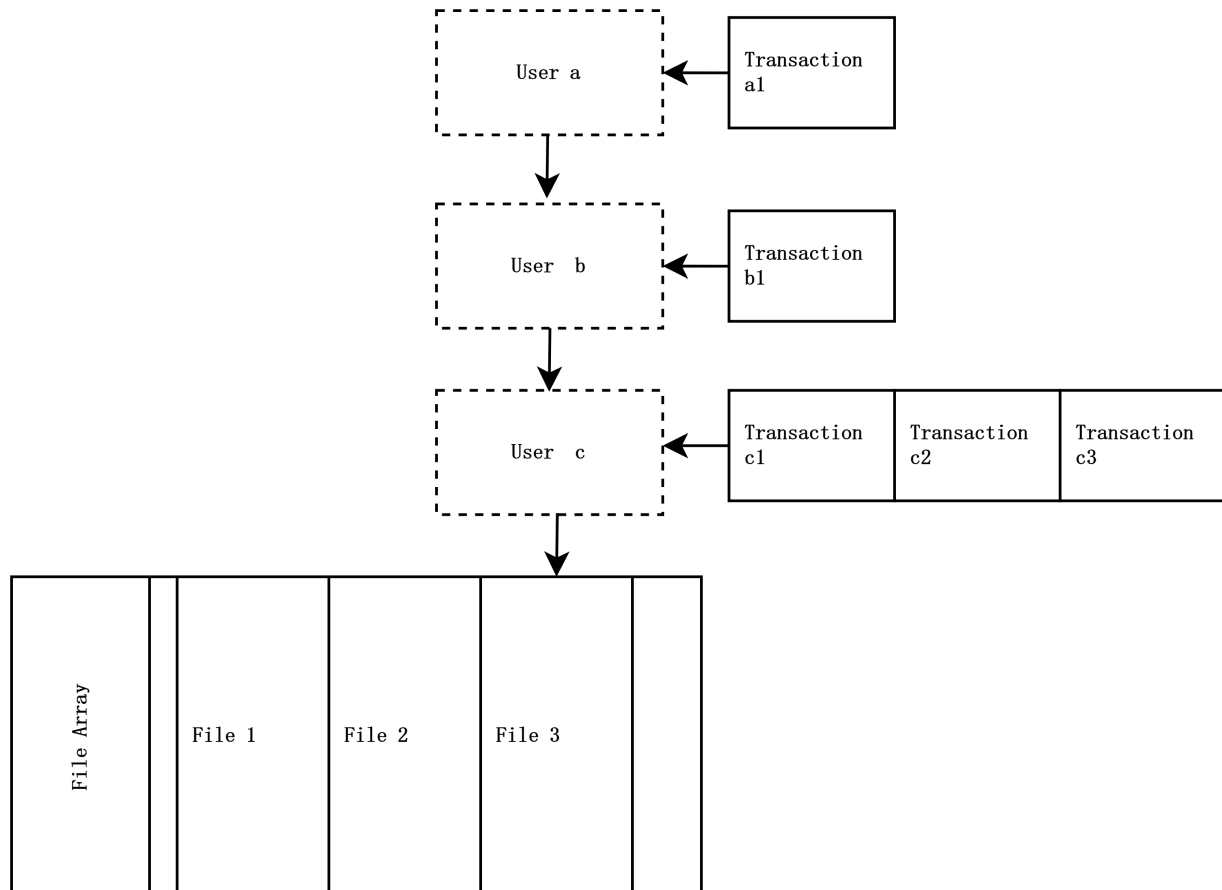 User a
Transaction
a1
User  b
Transaction
b1
User  c
Transaction
c1
Transaction
c2
Transaction
c3
File Array
File 1
File 2
File 3